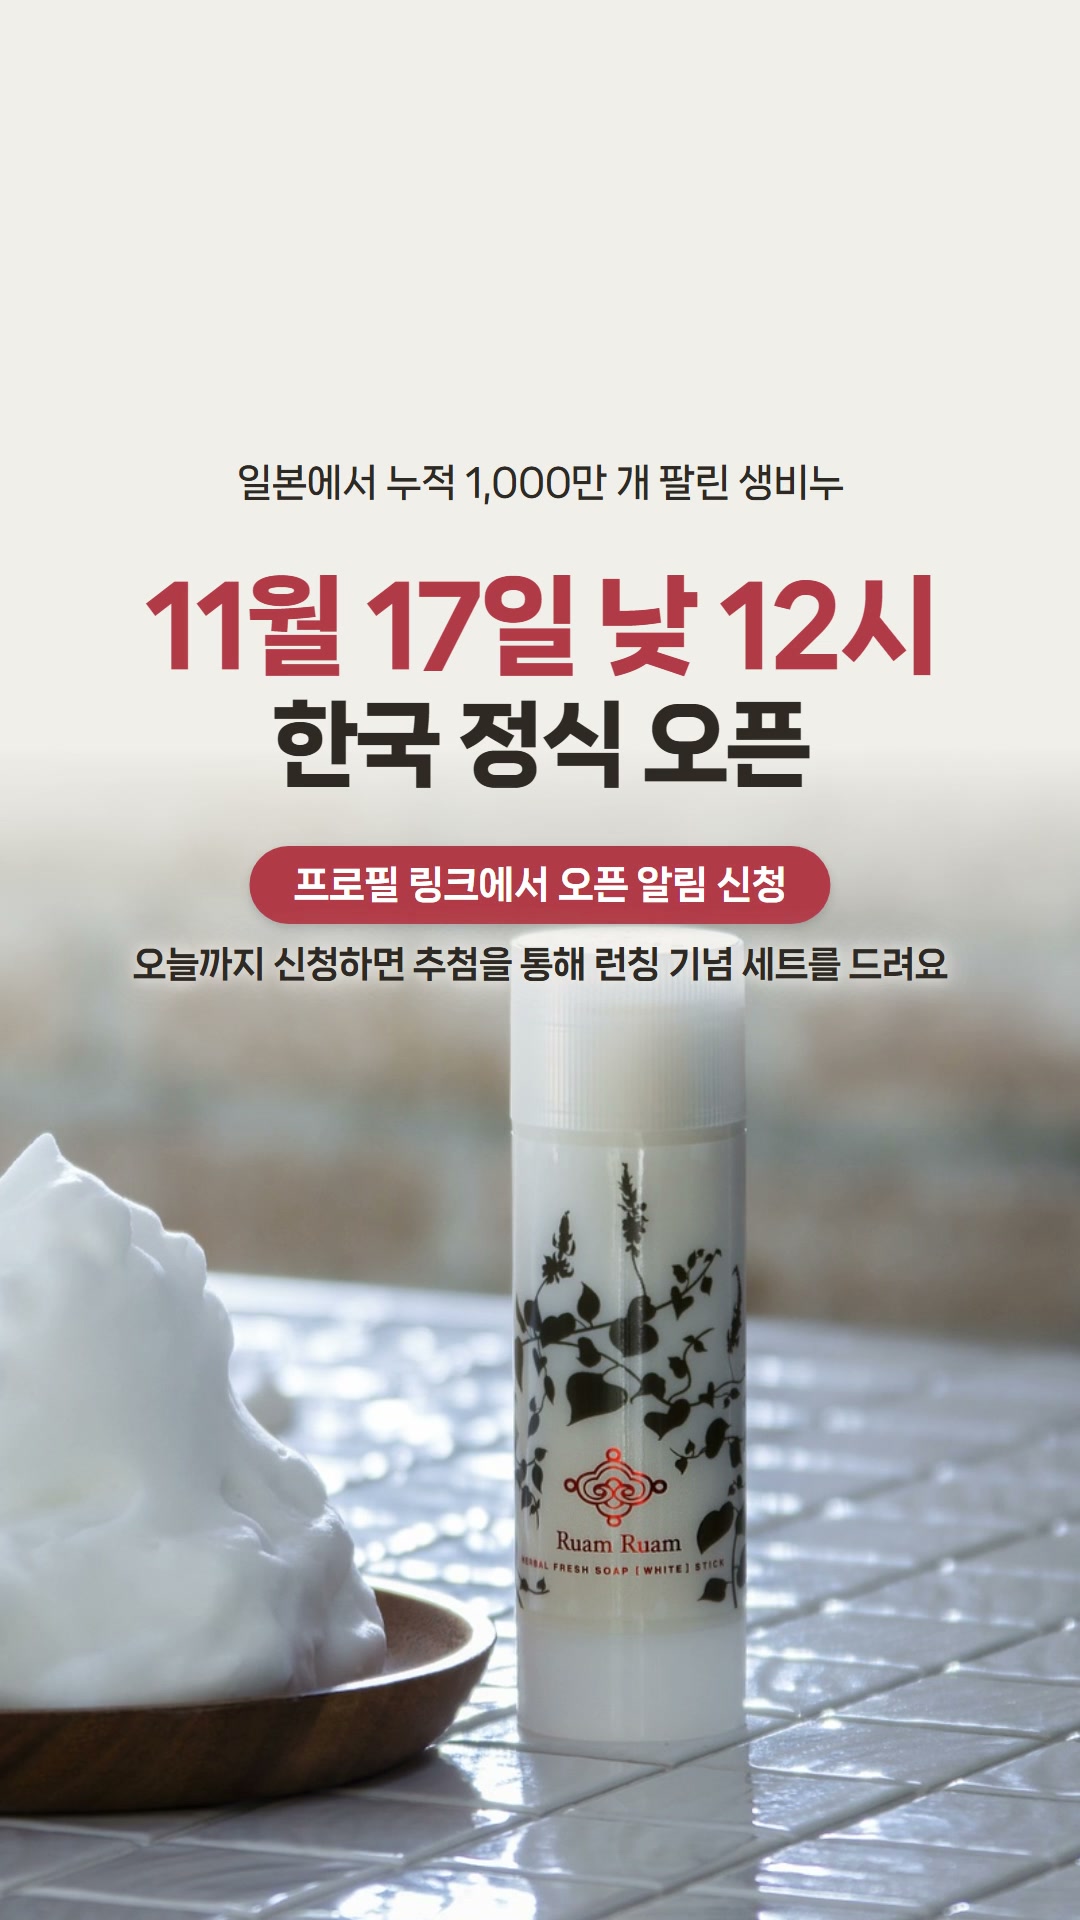 일본에서 누적 1,000만 개 팔린 생비누
11월 17일 낮 12시
한국 정식 오픈
프로필 링크에서 오픈 알림 신청
오늘까지 신청하면 추첨을 통해 런칭 기념 세트를 드려요
Ruam Ruam
HERBAL FRESH SOAP [WHITE] STICK